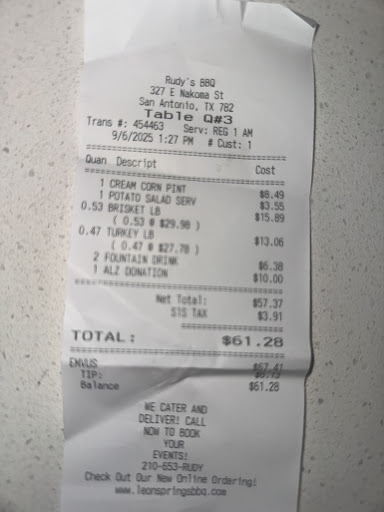 Rudy's BBQ
327 E Nakoma St
San Antonio, TX 782
Table Q#3
Trans #: 454463 Serv: REG 1 AM
9/6/2025 1:27 PM # Cust: 1
Quan Descript Cost
1 CREAM CORN PINT $8.49
1 POTATO SALAD SERV $3.55
0.53 BRISKET LB $15.89
( 0.53 @ $29.98 )
0.47 TURKEY LB $13.06
( 0.47 @ $27.78 )
2 FOUNTAIN DRINK $6.38
1 ALZ DONATION $10.00
Net Total: $57.37
STS TAX $3.91
TOTAL: $61.28
EMVUS
TIP:
Balance $61.28
WE CATER AND
DELIVER! CALL
NOW TO BOOK
YOUR
EVENTS!
210-653-RUDY
Check Out Our New Online Ordering!
www.leonspringsbbq.com